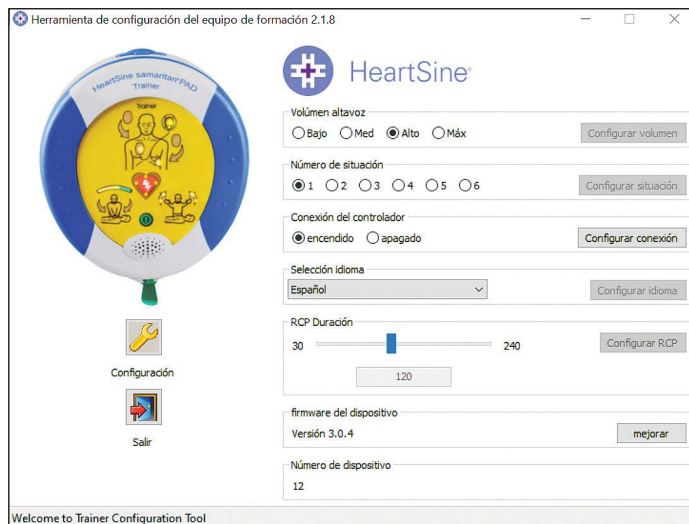 Herramienta de configuración del equipo de formación 2.1.8
HeartSine samaritan PAD
Trainer
Trainer
HeartSine
Volúmen altavoz
Bajo Med Alto Máx Configurar volumen
Número de situación
1 2 3 4 5 6 Configurar situación
Conexión del controlador
encendido apagado Configurar conexión
Selección idioma
Español Configurar idioma
RCP Duración
30 240 Configurar RCP
120
firmware del dispositivo
Versión 3.0.4 mejorar
Número de dispositivo
12
Configuración
Salir
Welcome to Trainer Configuration Tool